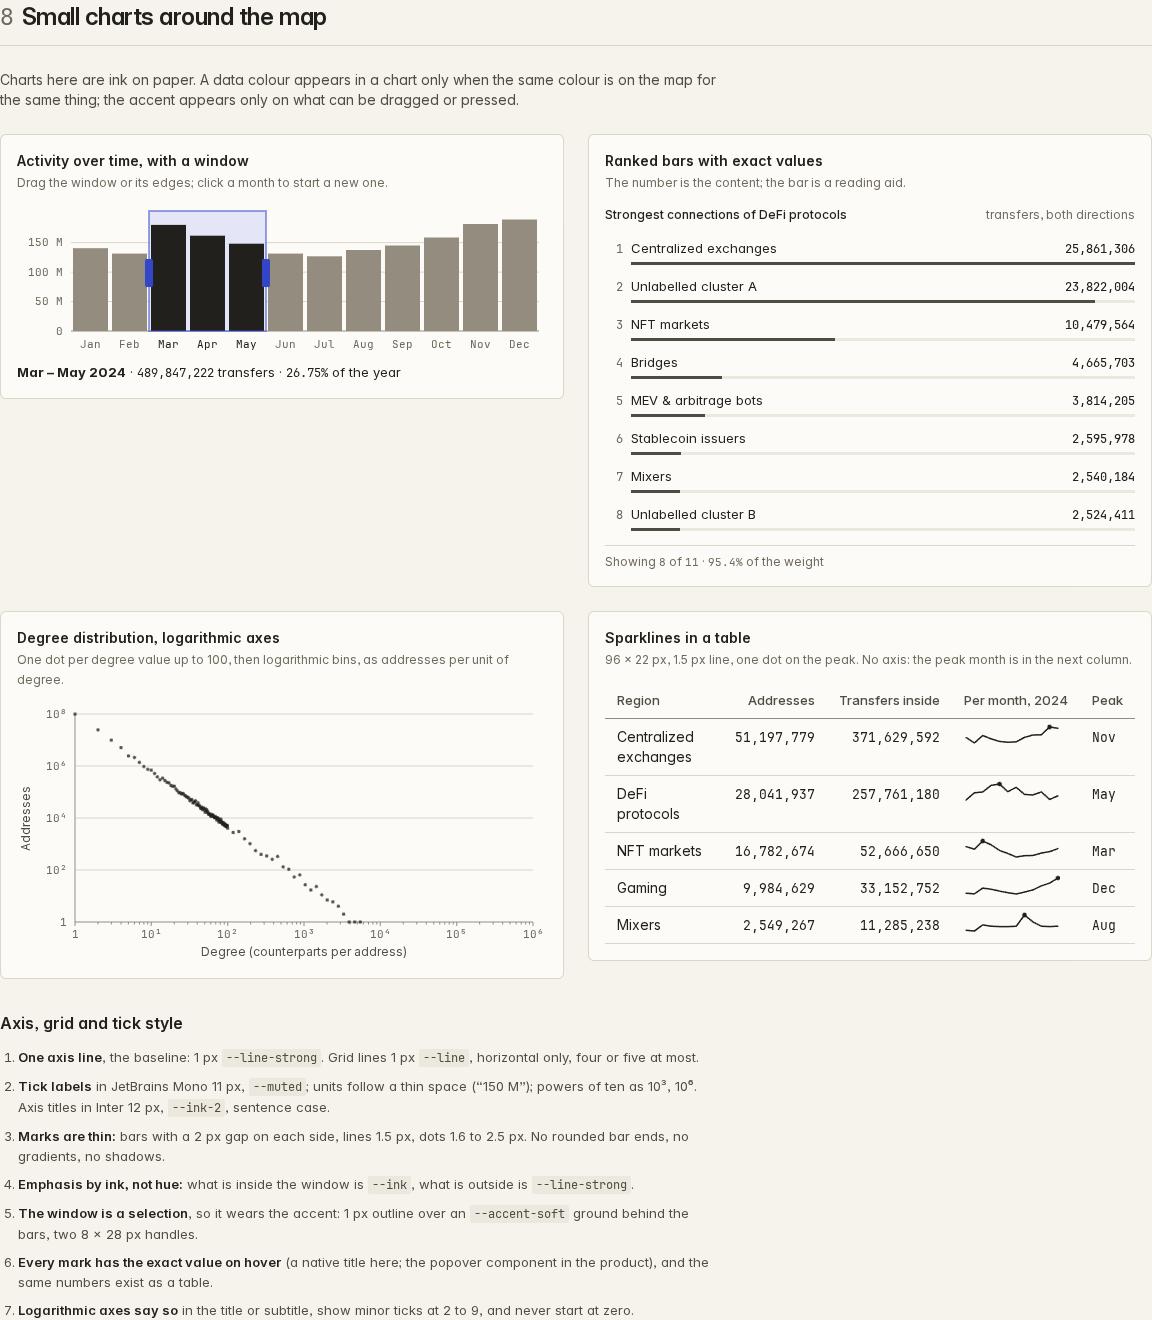 8 Small charts around the map
Charts here are ink on paper. A data colour appears in a chart only when the same colour is on the map for
the same thing; the accent appears only on what can be dragged or pressed.
Activity over time, with a window
Drag the window or its edges; click a month to start a new one.
150 M
100 M
50 M
0
Jan Feb Mar Apr May Jun Jul Aug Sep Oct Nov Dec
Mar – May 2024 · 489,847,222 transfers · 26.75% of the year
Ranked bars with exact values
The number is the content; the bar is a reading aid.
Strongest connections of DeFi protocols transfers, both directions
1 Centralized exchanges 25,861,306
2 Unlabelled cluster A 23,822,004
3 NFT markets 10,479,564
4 Bridges 4,665,703
5 MEV & arbitrage bots 3,814,205
6 Stablecoin issuers 2,595,978
7 Mixers 2,540,184
8 Unlabelled cluster B 2,524,411
Showing 8 of 11 · 95.4% of the weight
Degree distribution, logarithmic axes
One dot per degree value up to 100, then logarithmic bins, as addresses per unit of
degree.
Addresses
10⁸
10⁶
10⁴
10²
1
1 10¹ 10² 10³ 10⁴ 10⁵ 10⁶
Degree (counterparts per address)
Sparklines in a table
96 × 22 px, 1.5 px line, one dot on the peak. No axis: the peak month is in the next column.
Region Addresses Transfers inside Per month, 2024 Peak
Centralized
exchanges 51,197,779 371,629,592 Nov
DeFi
protocols 28,041,937 257,761,180 May
NFT markets 16,782,674 52,666,650 Mar
Gaming 9,984,629 33,152,752 Dec
Mixers 2,549,267 11,285,238 Aug
Axis, grid and tick style
1. One axis line, the baseline: 1 px --line-strong. Grid lines 1 px --line, horizontal only, four or five at most.
2. Tick labels in JetBrains Mono 11 px, --muted; units follow a thin space (“150 M”); powers of ten as 10³, 10⁶.
Axis titles in Inter 12 px, --ink-2, sentence case.
3. Marks are thin: bars with a 2 px gap on each side, lines 1.5 px, dots 1.6 to 2.5 px. No rounded bar ends, no
gradients, no shadows.
4. Emphasis by ink, not hue: what is inside the window is --ink, what is outside is --line-strong.
5. The window is a selection, so it wears the accent: 1 px outline over an --accent-soft ground behind the
bars, two 8 × 28 px handles.
6. Every mark has the exact value on hover (a native title here; the popover component in the product), and the
same numbers exist as a table.
7. Logarithmic axes say so in the title or subtitle, show minor ticks at 2 to 9, and never start at zero.